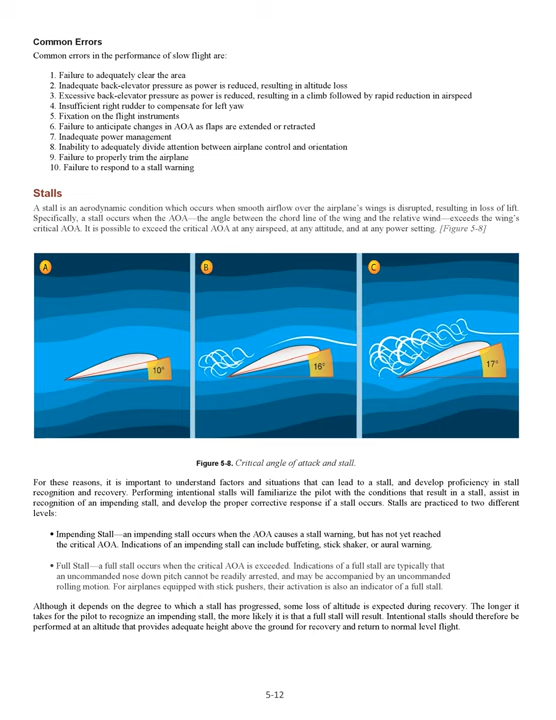 Common Errors
Common errors in the performance of slow flight are:
1. Failure to adequately clear the area
2. Inadequate back-elevator pressure as power is reduced, resulting in altitude loss
3. Excessive back-elevator pressure as power is reduced, resulting in a climb followed by rapid reduction in airspeed
4. Insufficient right rudder to compensate for left yaw
5. Fixation on the flight instruments
6. Failure to anticipate changes in AOA as flaps are extended or retracted
7. Inadequate power management
8. Inability to adequately divide attention between airplane control and orientation
9. Failure to properly trim the airplane
10. Failure to respond to a stall warning
Stalls
A stall is an aerodynamic condition which occurs when smooth airflow over the airplane's wings is disrupted, resulting in loss of lift.
Specifically, a stall occurs when the AOA—the angle between the chord line of the wing and the relative wind—exceeds the wing's
critical AOA. It is possible to exceed the critical AOA at any airspeed, at any attitude, and at any power setting. [Figure 5-8]
A
B
C
10°
16°
17°
Figure 5-8. Critical angle of attack and stall.
For these reasons, it is important to understand factors and situations that can lead to a stall, and develop proficiency in stall
recognition and recovery. Performing intentional stalls will familiarize the pilot with the conditions that result in a stall, assist in
recognition of an impending stall, and develop the proper corrective response if a stall occurs. Stalls are practiced to two different
levels:
• Impending Stall—an impending stall occurs when the AOA causes a stall warning, but has not yet reached
the critical AOA. Indications of an impending stall can include buffeting, stick shaker, or aural warning.
• Full Stall—a full stall occurs when the critical AOA is exceeded. Indications of a full stall are typically that
an uncommanded nose down pitch cannot be readily arrested, and may be accompanied by an uncommanded
rolling motion. For airplanes equipped with stick pushers, their activation is also an indicator of a full stall.
Although it depends on the degree to which a stall has progressed, some loss of altitude is expected during recovery. The longer it
takes for the pilot to recognize an impending stall, the more likely it is that a full stall will result. Intentional stalls should therefore be
performed at an altitude that provides adequate height above the ground for recovery and return to normal level flight.
5-12